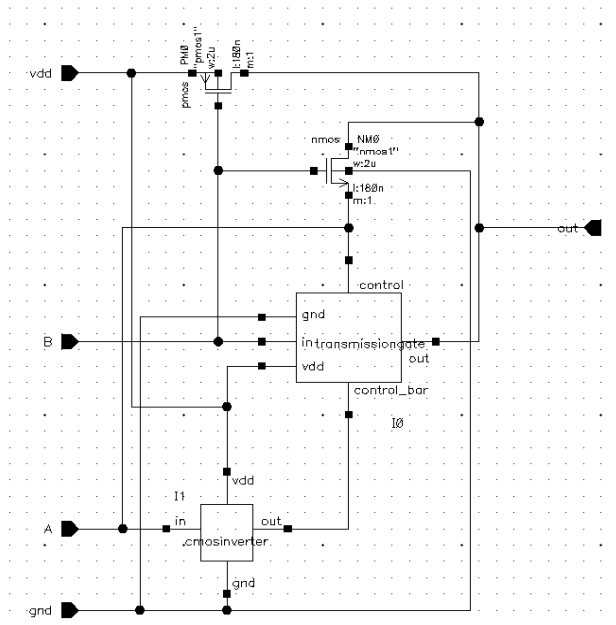 PM0
"pmos1"
w:2u
l:180n
m:1
vdd
pmos
nmos NM0
"nmos1"
w:2u
l:180n
m:1
out
control
gnd
B
in transmissiongate
out
vdd
control_bar
I0
vdd
I1
in
out
A
cmosinverter
gnd
gnd